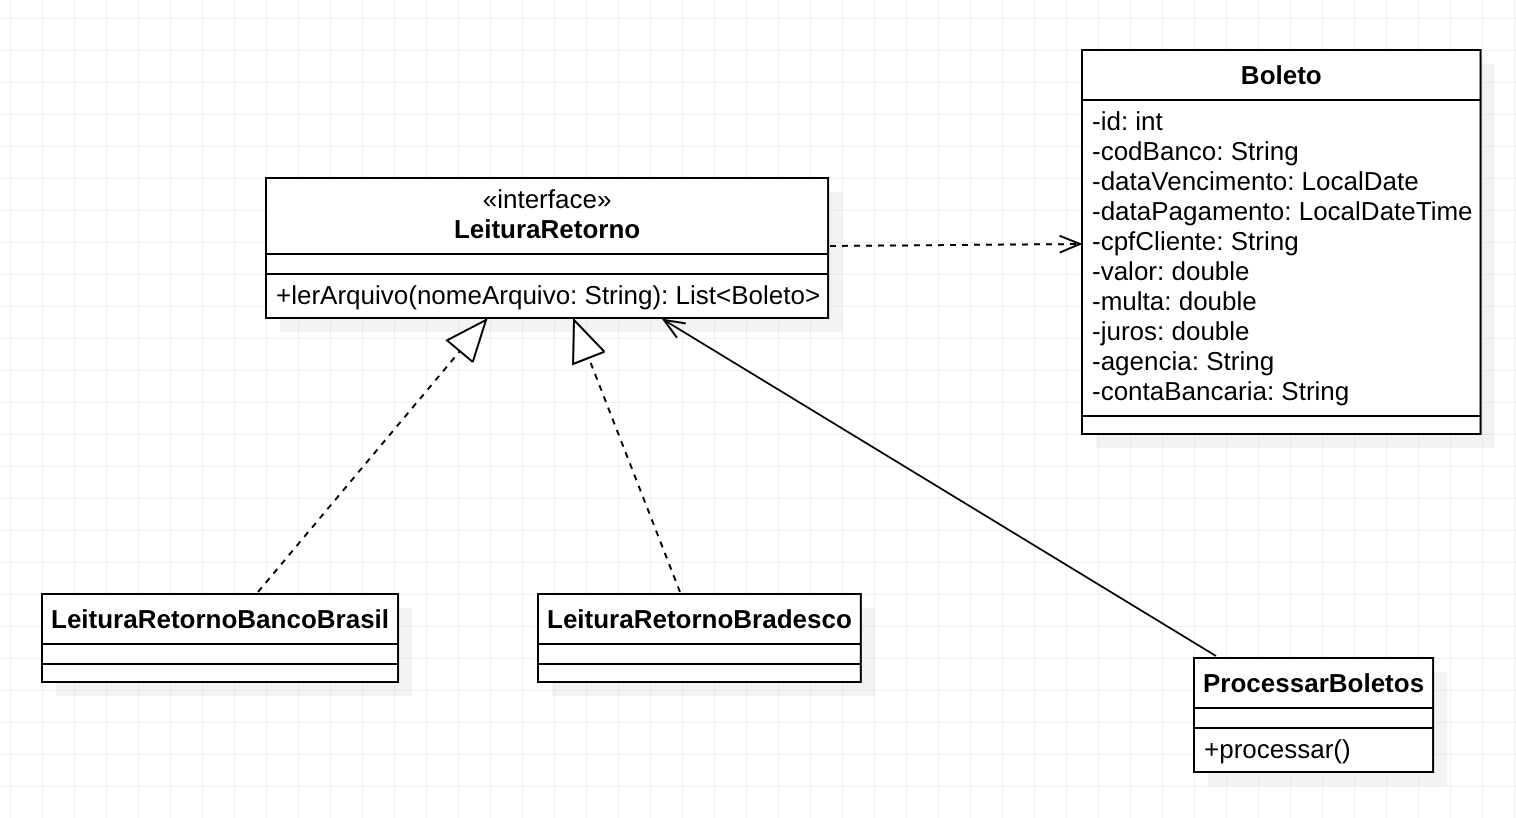 «interface»
LeituraRetorno
+lerArquivo(nomeArquivo: String): List<Boleto>
Boleto
-id: int
-codBanco: String
-dataVencimento: LocalDate
-dataPagamento: LocalDateTime
-cpfCliente: String
-valor: double
-multa: double
-juros: double
-agencia: String
-contaBancaria: String
LeituraRetornoBancoBrasil
LeituraRetornoBradesco
ProcessarBoletos
+processar()